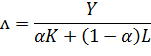 Λ = Y / (αK + (1 − α)L)